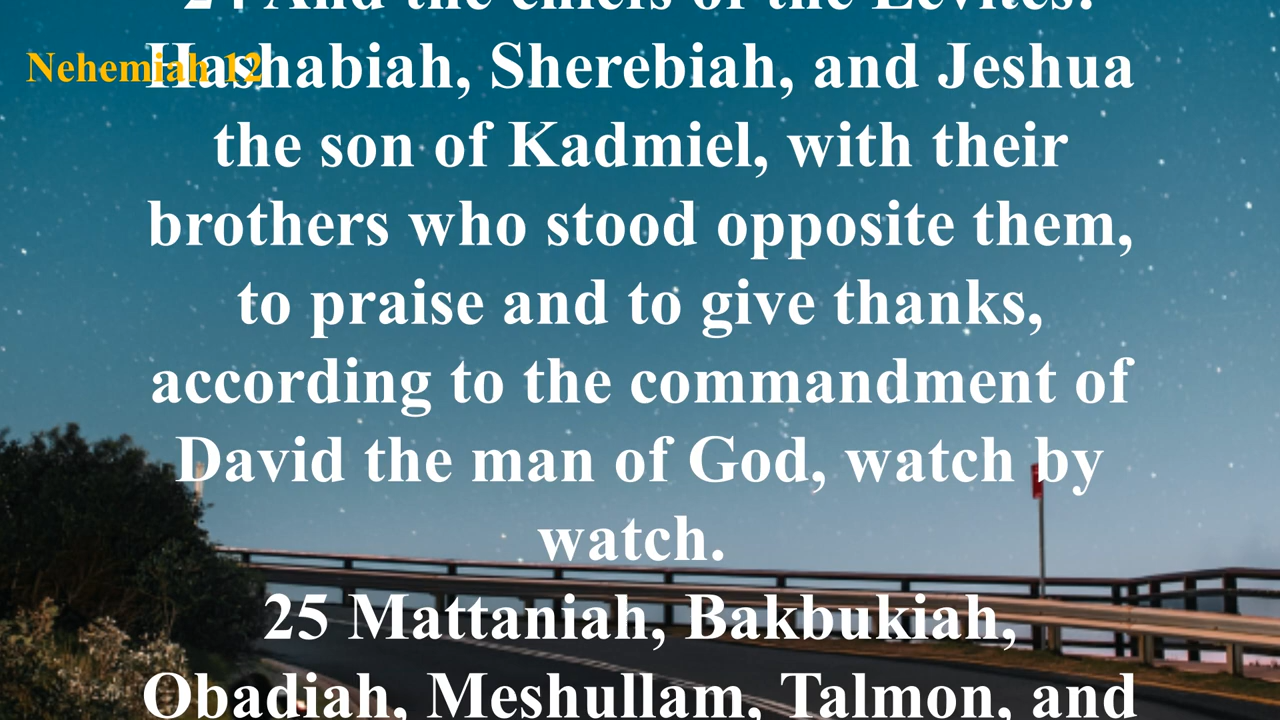 24 And the chiefs of the Levites:
Nehemiah 12
Hashabiah, Sherebiah, and Jeshua
the son of Kadmiel, with their
brothers who stood opposite them,
to praise and to give thanks,
according to the commandment of
David the man of God, watch by
watch.
25 Mattaniah, Bakbukiah,
Obadiah, Meshullam, Talmon, and